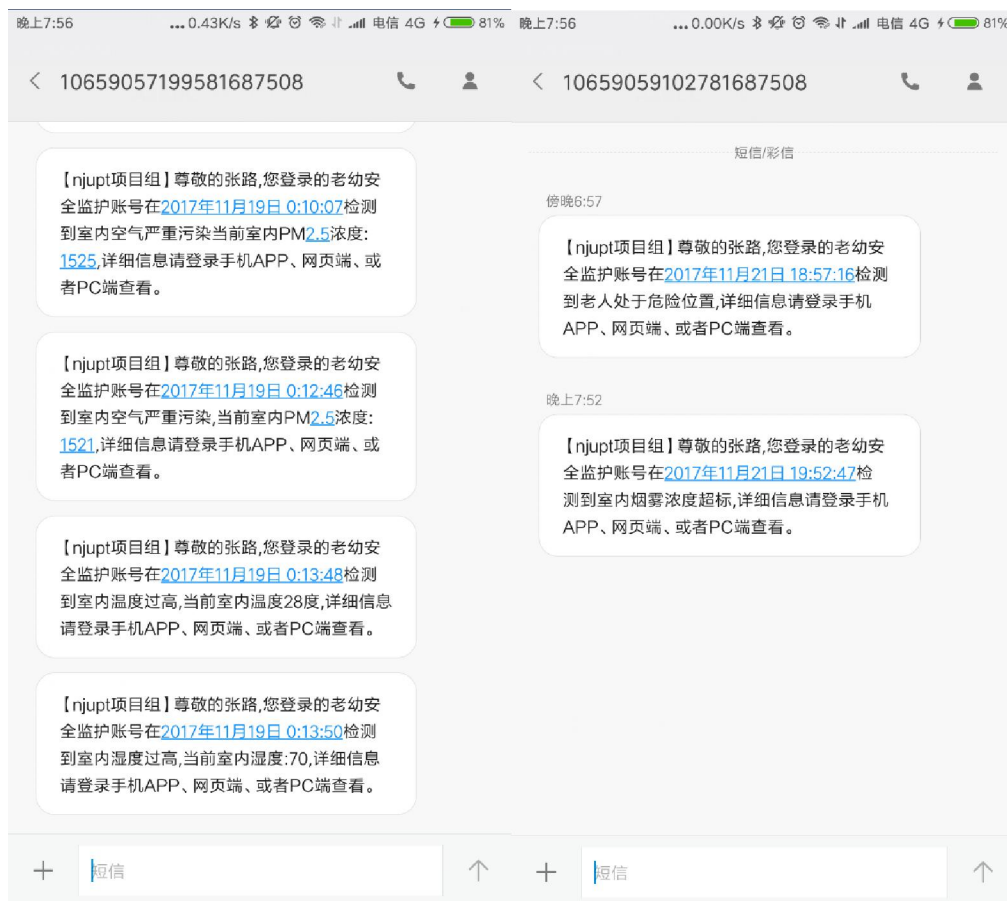 晚上7:56
... 0.43K/s
电信 4G
81%
10659057199581687508
【njupt项目组】尊敬的张路,您登录的老幼安
全监护账号在2017年11月19日 0:10:07检测
到室内空气严重污染当前室内PM2.5浓度:
1525,详细信息请登录手机APP、网页端、或
者PC端查看。
【njupt项目组】尊敬的张路,您登录的老幼安
全监护账号在2017年11月19日 0:12:46检测
到室内空气严重污染,当前室内PM2.5浓度:
1521,详细信息请登录手机APP、网页端、或
者PC端查看。
【njupt项目组】尊敬的张路,您登录的老幼安
全监护账号在2017年11月19日 0:13:48检测
到室内温度过高,当前室内温度28度,详细信息
请登录手机APP、网页端、或者PC端查看。
【njupt项目组】尊敬的张路,您登录的老幼安
全监护账号在2017年11月19日 0:13:50检测
到室内湿度过高,当前室内湿度:70,详细信息
请登录手机APP、网页端、或者PC端查看。
短信
晚上7:56
... 0.00K/s
电信 4G
81%
10659059102781687508
短信/彩信
傍晚6:57
【njupt项目组】尊敬的张路,您登录的老幼安
全监护账号在2017年11月21日 18:57:16检测
到老人处于危险位置,详细信息请登录手机
APP、网页端、或者PC端查看。
晚上7:52
【njupt项目组】尊敬的张路,您登录的老幼安
全监护账号在2017年11月21日 19:52:47检
测到室内烟雾浓度超标,详细信息请登录手机
APP、网页端、或者PC端查看。
短信